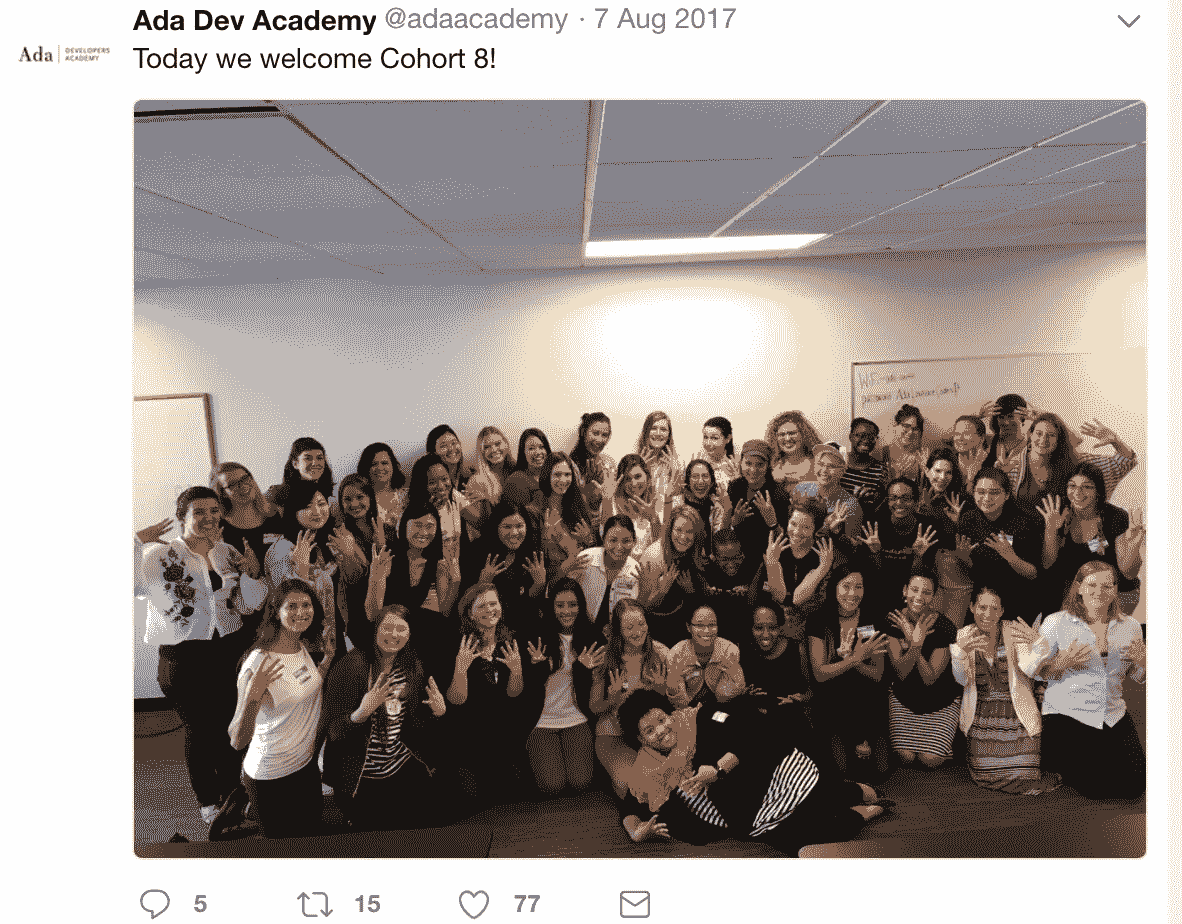 Ada Dev Academy @adaacademy · 7 Aug 2017
Ada | DEVELOPERS ACADEMY
Today we welcome Cohort 8!
5 15 77